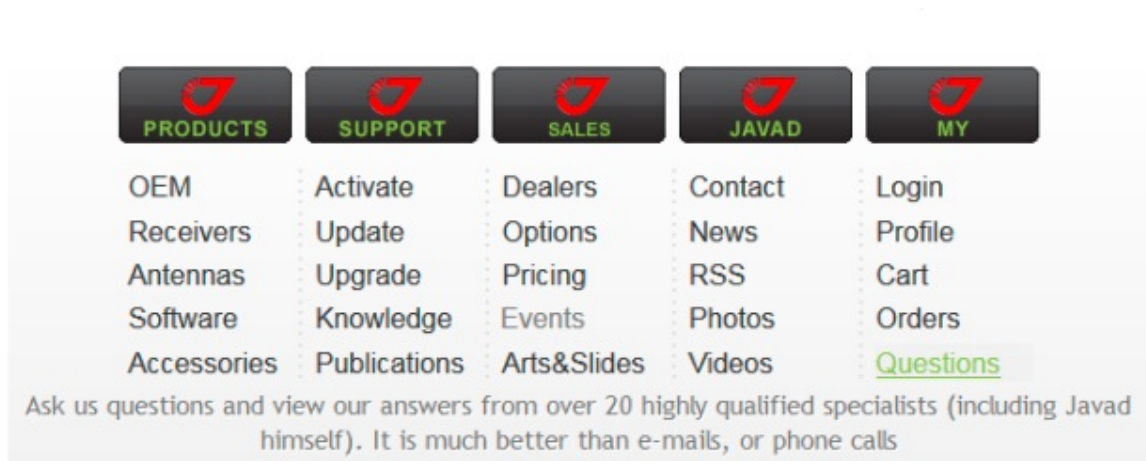 PRODUCTS SUPPORT SALES JAVAD MY
OEM Activate Dealers Contact Login
Receivers Update Options News Profile
Antennas Upgrade Pricing RSS Cart
Software Knowledge Events Photos Orders
Accessories Publications Arts&Slides Videos Questions
Ask us questions and view our answers from over 20 highly qualified specialists (including Javad
himself). It is much better than e-mails, or phone calls